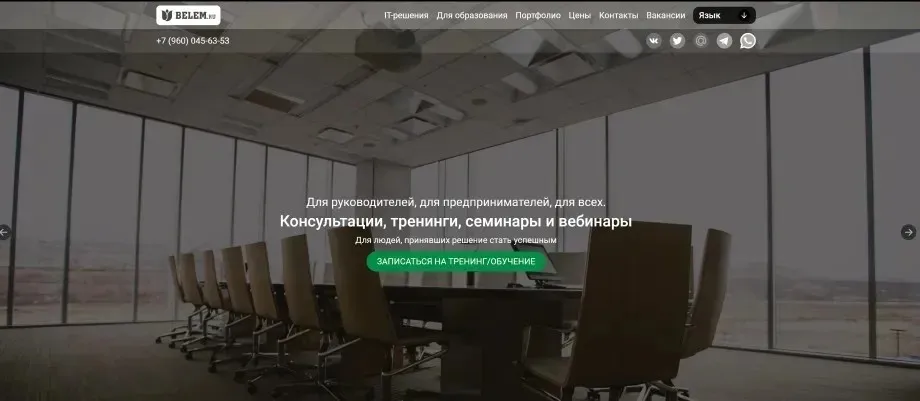 BELEM.RU
IT-решения Для образования Портфолио Цены Контакты Вакансии Язык
+7 (960) 045-63-53
Для руководителей, для предпринимателей, для всех.
Консультации, тренинги, семинары и вебинары
Для людей, принявших решение стать успешным
ЗАПИСАТЬСЯ НА ТРЕНИНГ/ОБУЧЕНИЕ